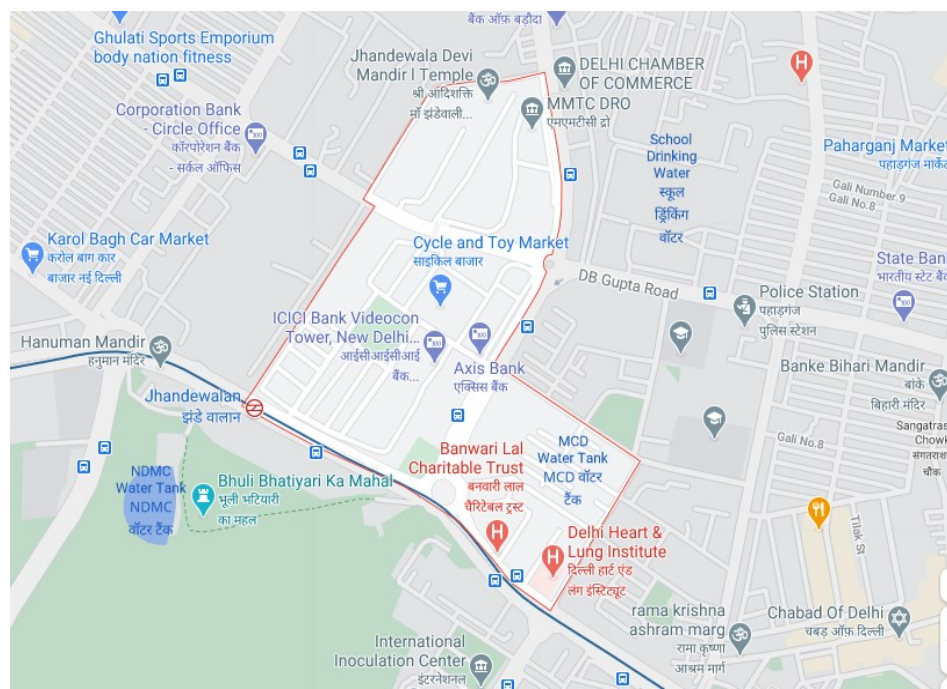 बैंक ऑफ़ बड़ौदा
Ghulati Sports Emporium
body nation fitness
Jhandewala Devi
Mandir l Temple
श्री आदिशक्ति
माँ झंडेवाली...
DELHI CHAMBER
OF COMMERCE
MMTC DRO
एमएमटीसी द्रो
H
Corporation Bank
- Circle Office
कॉरपोरेशन बैंक
- सर्कल ऑफिस
School
Drinking
Water
स्कूल
ड्रिंकिंग
वॉटर
Paharganj Market
पहाड़गंज मार्केट
Gali Number 9
Gali No.8
Karol Bagh Car Market
करोल बाग कार
बाजार नई दिल्ली
Cycle and Toy Market
साइकिल बाजार
DB Gupta Road
State Bank
भारतीय स्टेट बैंक
Police Station
पहाड़गंज
पुलिस स्टेशन
ICICI Bank Videocon
Tower, New Delhi...
आईसीआईसीआई
बैंक...
Axis Bank
एक्सिस बैंक
Hanuman Mandir
हनुमान मंदिर
Banke Bihari Mandir
बांके
बिहारी मंदिर
Jhandewalan
झंडे वालान
Sangatras
Chowk
संगतराश
चौक
Gali No.8
Banwari Lal
Charitable Trust
बनवारी लाल
चैरिटेबल ट्रस्ट
H
MCD
Water Tank
MCD वॉटर
टैंक
NDMC
Water Tank
NDMC
वॉटर टैंक
Bhuli Bhatiyari Ka Mahal
भूली भटियारी
का महल
Tilak St
Delhi Heart &
Lung Institute
दिल्ली हार्ट एंड
लंग इंस्टिट्यूट
H
rama krishna
ashram marg
रामा कृष्णा
आश्रम मार्ग
Chabad Of Delhi
चबड़ ऑफ़ दिल्ली
International
Inoculation Center
इंटरनेशनल